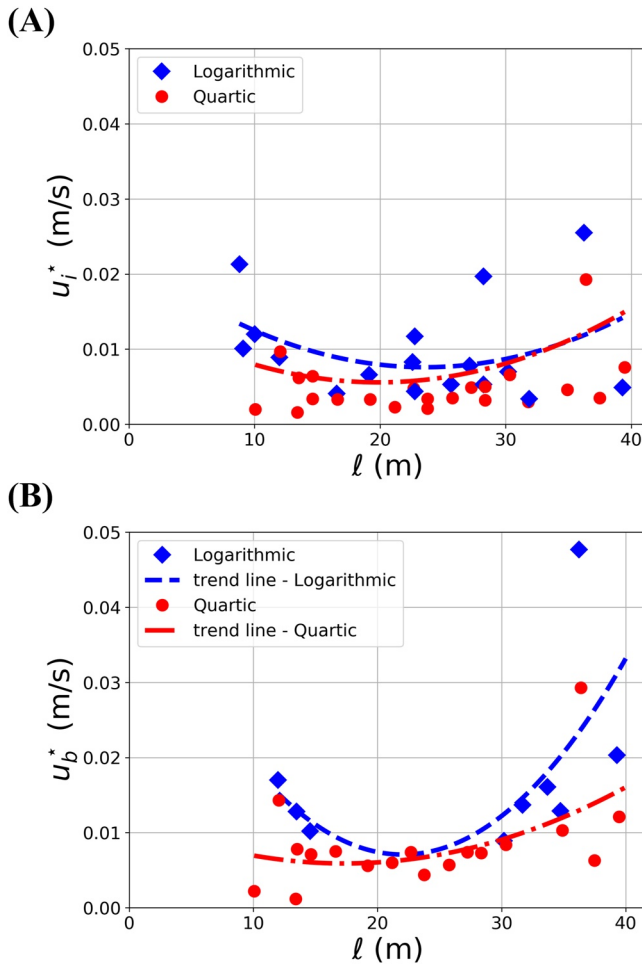 (A)
0.05
0.04
0.03
0.02
0.01
0.00
u_i* (m/s)
Logarithmic
Quartic
0
10
20
30
40
ℓ (m)
(B)
0.05
0.04
0.03
0.02
0.01
0.00
u_b* (m/s)
Logarithmic
trend line - Logarithmic
Quartic
trend line - Quartic
0
10
20
30
40
ℓ (m)